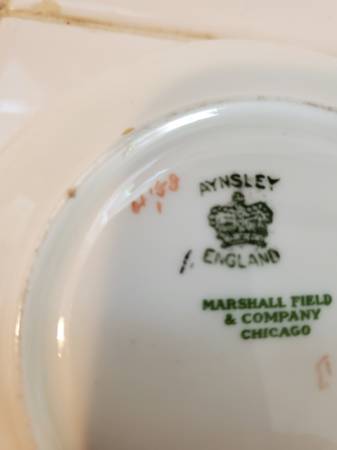 AYNSLEY
ENGLAND
MARSHALL FIELD
& COMPANY
CHICAGO